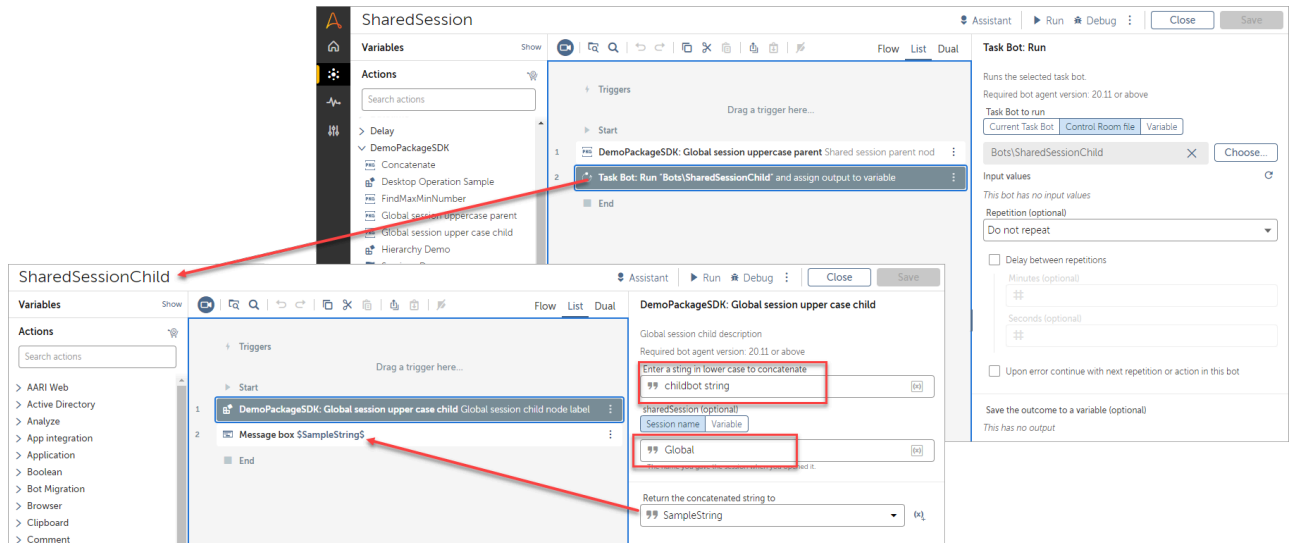 SharedSession
Assistant
Run
Debug
Close
Save
Variables
Show
Flow
List
Dual
Actions
Search actions
Delay
DemoPackageSDK
Concatenate
Desktop Operation Sample
FindMaxMinNumber
Global session uppercase parent
Global session upper case child
Hierarchy Demo
Triggers
Drag a trigger here...
Start
1 DemoPackageSDK: Global session uppercase parent Shared session parent nod
2 Task Bot: Run "Bots\SharedSessionChild" and assign output to variable
End
Task Bot: Run
Runs the selected task bot.
Required bot agent version: 20.11 or above
Task Bot to run
Current Task Bot Control Room file Variable
Bots\SharedSessionChild
Choose...
Input values
This bot has no input values
Repetition (optional)
Do not repeat
Delay between repetitions
Minutes (optional)
#
Seconds (optional)
#
Upon error continue with next repetition or action in this bot
Save the outcome to a variable (optional)
This has no output
SharedSessionChild
Assistant
Run
Debug
Close
Save
Variables
Show
Flow
List
Dual
Actions
Search actions
AARI Web
Active Directory
Analyze
App integration
Application
Boolean
Bot Migration
Browser
Clipboard
Comment
Triggers
Drag a trigger here...
Start
1 DemoPackageSDK: Global session upper case child Global session child node label
2 Message box $SampleString$
End
DemoPackageSDK: Global session upper case child
Global session child description
Required bot agent version: 20.11 or above
Enter a sting in lower case to concatenate
childbot string
(x)
sharedSession (optional)
Session name Variable
Global
(x)
The name you gave the session when you opened it.
Return the concatenated string to
SampleString
(x)